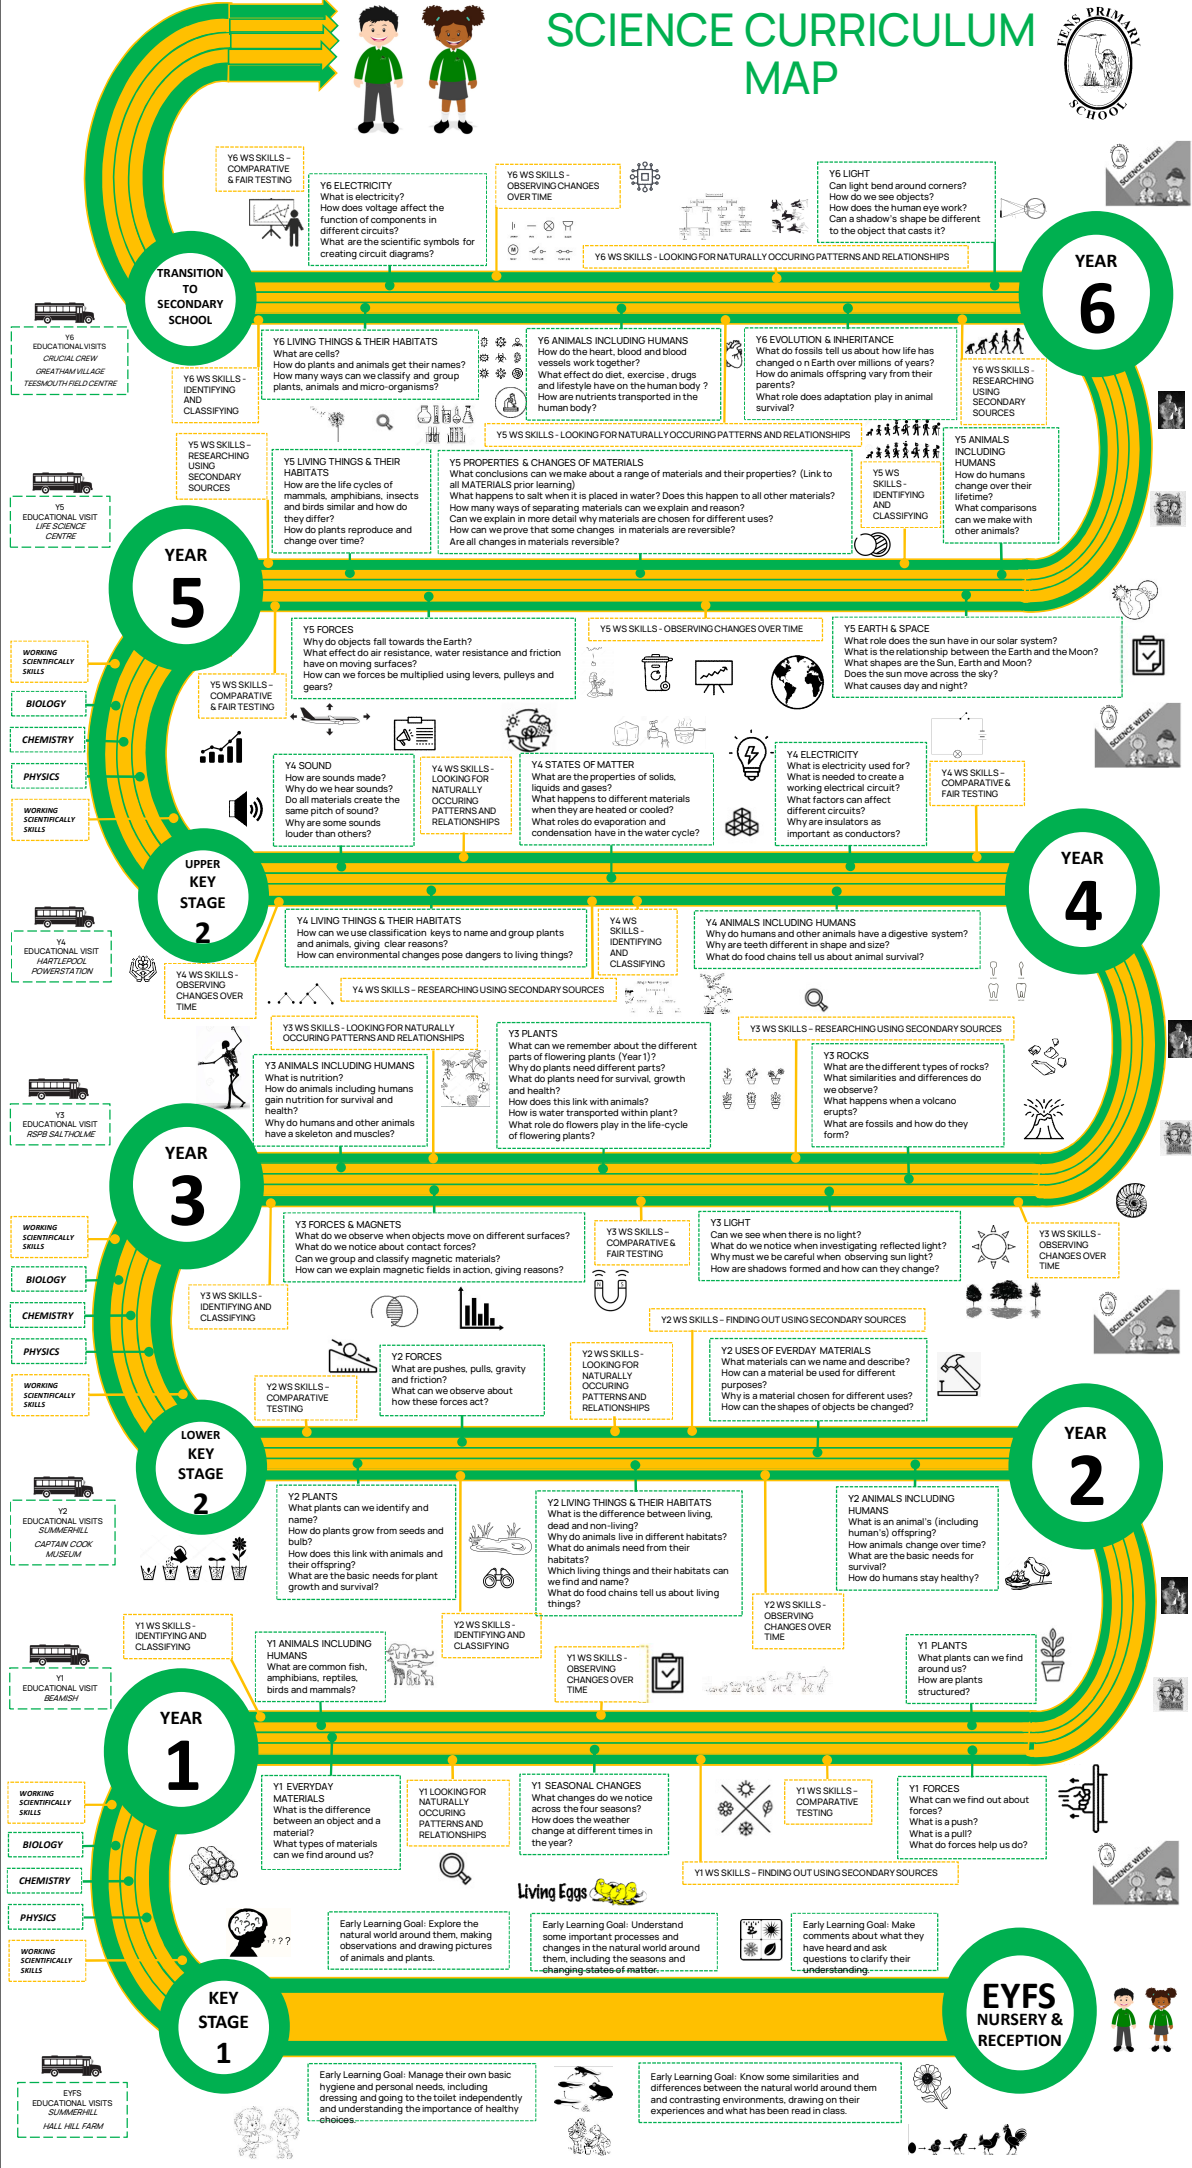 SCIENCE CURRICULUM
MAP
FENS PRIMARY
SCHOOL
SCIENCE WEEK!
Y6 WS SKILLS –
COMPARATIVE
& FAIR TESTING
Y6 ELECTRICITY
What is electricity?
How does voltage affect the
function of components in
different circuits?
What are the scientific symbols for
creating circuit diagrams?
Y6 WS SKILLS -
OBSERVING CHANGES
OVER TIME
Y6 LIGHT
Can light bend around corners?
How do we see objects?
How does the human eye work?
Can a shadow's shape be different
to the object that casts it?
Y6 WS SKILLS - LOOKING FOR NATURALLY OCCURING PATTERNS AND RELATIONSHIPS
TRANSITION
TO
SECONDARY
SCHOOL
YEAR
6
Y6
EDUCATIONAL VISITS
CRUCIAL CREW
GREATHAM VILLAGE
TEESMOUTH FIELD CENTRE
Y6 WS SKILLS -
IDENTIFYING
AND
CLASSIFYING
Y6 LIVING THINGS & THEIR HABITATS
What are cells?
How do plants and animals get their names?
How many ways can we classify and group
plants, animals and micro-organisms?
Y6 ANIMALS INCLUDING HUMANS
How do the heart, blood and blood
vessels work together?
What effect do diet, exercise , drugs
and lifestyle have on the human body ?
How are nutrients transported in the
human body?
Y6 EVOLUTION & INHERITANCE
What do fossils tell us about how life has
changed o n Earth over millions of years?
How do animals offspring vary from their
parents?
What role does adaptation play in animal
survival?
Y6 WS SKILLS -
RESEARCHING
USING
SECONDARY
SOURCES
Y5 WS SKILLS - LOOKING FOR NATURALLY OCCURING PATTERNS AND RELATIONSHIPS
Y5 WS SKILLS –
RESEARCHING
USING
SECONDARY
SOURCES
Y5 LIVING THINGS & THEIR
HABITATS
How are the life cycles of
mammals, amphibians, insects
and birds similar and how do
they differ?
How do plants reproduce and
change over time?
Y5 PROPERTIES & CHANGES OF MATERIALS
What conclusions can we make about a range of materials and their properties? (Link to
all MATERIALS prior learning)
What happens to salt when it is placed in water? Does this happen to all other materials?
How many ways of separating materials can we explain and reason?
Can we explain in more detail why materials are chosen for different uses?
How can we prove that some changes in materials are reversible?
Are all changes in materials reversible?
Y5 WS
SKILLS -
IDENTIFYING
AND
CLASSIFYING
Y5 ANIMALS
INCLUDING
HUMANS
How do humans
change over their
lifetime?
What comparisons
can we make with
other animals?
Y5
EDUCATIONAL VISIT
LIFE SCIENCE
CENTRE
YEAR
5
Y5 WS SKILLS –
COMPARATIVE
& FAIR TESTING
Y5 FORCES
Why do objects fall towards the Earth?
What effect do air resistance, water resistance and friction
have on moving surfaces?
How can we forces be multiplied using levers, pulleys and
gears?
Y5 WS SKILLS - OBSERVING CHANGES OVER TIME
Y5 EARTH & SPACE
What role does the sun have in our solar system?
What is the relationship between the Earth and the Moon?
What shapes are the Sun, Earth and Moon?
Does the sun move across the sky?
What causes day and night?
WORKING
SCIENTIFICALLY
SKILLS
BIOLOGY
CHEMISTRY
PHYSICS
WORKING
SCIENTIFICALLY
SKILLS
SCIENCE WEEK!
Y4 SOUND
How are sounds made?
Why do we hear sounds?
Do all materials create the
same pitch of sound?
Why are some sounds
louder than others?
Y4 WS SKILLS -
LOOKING FOR
NATURALLY
OCCURING
PATTERNS AND
RELATIONSHIPS
Y4 STATES OF MATTER
What are the properties of solids,
liquids and gases?
What happens to different materials
when they are heated or cooled?
What roles do evaporation and
condensation have in the water cycle?
Y4 ELECTRICITY
What is electricity used for?
What is needed to create a
working electrical circuit?
What factors can affect
different circuits?
Why are insulators as
important as conductors?
Y4 WS SKILLS –
COMPARATIVE &
FAIR TESTING
UPPER
KEY
STAGE
2
YEAR
4
Y4
EDUCATIONAL VISIT
HARTLEPOOL
POWERSTATION
Y4 WS SKILLS -
OBSERVING
CHANGES OVER
TIME
Y4 LIVING THINGS & THEIR HABITATS
How can we use classification keys to name and group plants
and animals, giving clear reasons?
How can environmental changes pose dangers to living things?
Y4 WS
SKILLS -
IDENTIFYING
AND
CLASSIFYING
Y4 ANIMALS INCLUDING HUMANS
Why do humans and other animals have a digestive system?
Why are teeth different in shape and size?
What do food chains tell us about animal survival?
Y4 WS SKILLS – RESEARCHING USING SECONDARY SOURCES
Y3 WS SKILLS - LOOKING FOR NATURALLY
OCCURING PATTERNS AND RELATIONSHIPS
Y3 ANIMALS INCLUDING HUMANS
What is nutrition?
How do animals including humans
gain nutrition for survival and
health?
Why do humans and other animals
have a skeleton and muscles?
Y3 PLANTS
What can we remember about the different
parts of flowering plants (Year 1)?
Why do plants need different parts?
What do plants need for survival, growth
and health?
How does this link with animals?
How is water transported within plant?
What role do flowers play in the life-cycle
of flowering plants?
Y3 WS SKILLS – RESEARCHING USING SECONDARY SOURCES
Y3 ROCKS
What are the different types of rocks?
What similarities and differences do
we observe?
What happens when a volcano
erupts?
What are fossils and how do they
form?
Y3
EDUCATIONAL VISIT
RSPB SALTHOLME
YEAR
3
Y3 WS SKILLS -
IDENTIFYING AND
CLASSIFYING
Y3 FORCES & MAGNETS
What do we observe when objects move on different surfaces?
What do we notice about contact forces?
Can we group and classify magnetic materials?
How can we explain magnetic fields in action, giving reasons?
Y3 WS SKILLS –
COMPARATIVE &
FAIR TESTING
Y3 LIGHT
Can we see when there is no light?
What do we notice when investigating reflected light?
Why must we be careful when observing sun light?
How are shadows formed and how can they change?
Y3 WS SKILLS -
OBSERVING
CHANGES OVER
TIME
WORKING
SCIENTIFICALLY
SKILLS
BIOLOGY
CHEMISTRY
PHYSICS
WORKING
SCIENTIFICALLY
SKILLS
SCIENCE WEEK!
Y2 WS SKILLS – FINDING OUT USING SECONDARY SOURCES
Y2 WS SKILLS –
COMPARATIVE
TESTING
Y2 FORCES
What are pushes, pulls, gravity
and friction?
What can we observe about
how these forces act?
Y2 WS SKILLS -
LOOKING FOR
NATURALLY
OCCURING
PATTERNS AND
RELATIONSHIPS
Y2 USES OF EVERDAY MATERIALS
What materials can we name and describe?
How can a material be used for different
purposes?
Why is a material chosen for different uses?
How can the shapes of objects be changed?
LOWER
KEY
STAGE
2
YEAR
2
Y2
EDUCATIONAL VISITS
SUMMERHILL
CAPTAIN COOK
MUSEUM
Y2 PLANTS
What plants can we identify and
name?
How do plants grow from seeds and
bulb?
How does this link with animals and
their offspring?
What are the basic needs for plant
growth and survival?
Y2 WS SKILLS -
IDENTIFYING AND
CLASSIFYING
Y2 LIVING THINGS & THEIR HABITATS
What is the difference between living,
dead and non-living?
Why do animals live in different habitats?
What do animals need from their
habitats?
Which living things and their habitats can
we find and name?
What do food chains tell us about living
things?
Y2 WS SKILLS -
OBSERVING
CHANGES OVER
TIME
Y2 ANIMALS INCLUDING
HUMANS
What is an animal's (including
human's) offspring?
How animals change over time?
What are the basic needs for
survival?
How do humans stay healthy?
Y1 WS SKILLS -
IDENTIFYING AND
CLASSIFYING
Y1 ANIMALS INCLUDING
HUMANS
What are common fish,
amphibians, reptiles,
birds and mammals?
Y1 WS SKILLS -
OBSERVING
CHANGES OVER
TIME
Y1 PLANTS
What plants can we find
around us?
How are plants
structured?
Y1
EDUCATIONAL VISIT
BEAMISH
YEAR
1
Y1 EVERYDAY
MATERIALS
What is the difference
between an object and a
material?
What types of materials
can we find around us?
Y1 LOOKING FOR
NATURALLY
OCCURING
PATTERNS AND
RELATIONSHIPS
Y1 SEASONAL CHANGES
What changes do we notice
across the four seasons?
How does the weather
change at different times in
the year?
Y1 WS SKILLS –
COMPARATIVE
TESTING
Y1 FORCES
What can we find out about
forces?
What is a push?
What is a pull?
What do forces help us do?
Y1 WS SKILLS – FINDING OUT USING SECONDARY SOURCES
WORKING
SCIENTIFICALLY
SKILLS
BIOLOGY
CHEMISTRY
PHYSICS
WORKING
SCIENTIFICALLY
SKILLS
SCIENCE WEEK!
Living Eggs
Early Learning Goal: Explore the
natural world around them, making
observations and drawing pictures
of animals and plants.
Early Learning Goal: Understand
some important processes and
changes in the natural world around
them, including the seasons and
changing states of matter.
Early Learning Goal: Make
comments about what they
have heard and ask
questions to clarify their
understanding.
KEY
STAGE
1
EYFS
NURSERY &
RECEPTION
EYFS
EDUCATIONAL VISITS
SUMMERHILL
HALL HILL FARM
Early Learning Goal: Manage their own basic
hygiene and personal needs, including
dressing and going to the toilet independently
and understanding the importance of healthy
choices.
Early Learning Goal: Know some similarities and
differences between the natural world around them
and contrasting environments, drawing on their
experiences and what has been read in class.